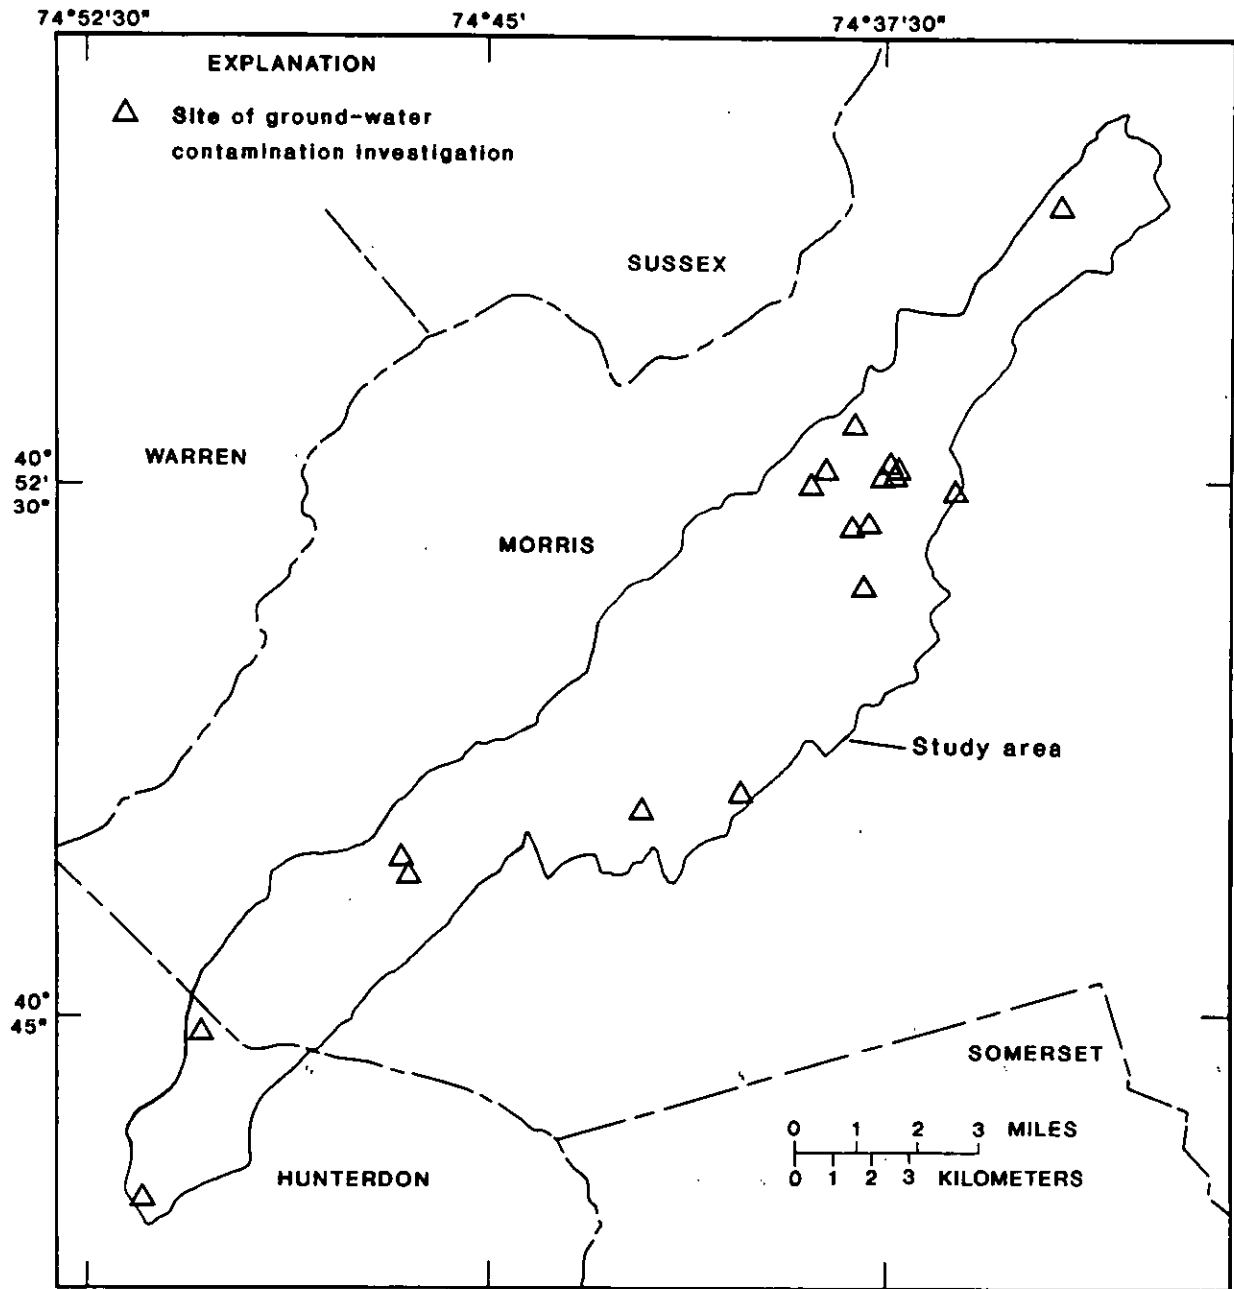 74°52'30" 74°45' 74°37'30"
EXPLANATION
Site of ground-water
contamination investigation
SUSSEX
WARREN
40°
52'
30"
MORRIS
Study area
40°
45"
SOMERSET
0 1 2 3 MILES
0 1 2 3 KILOMETERS
HUNTERDON